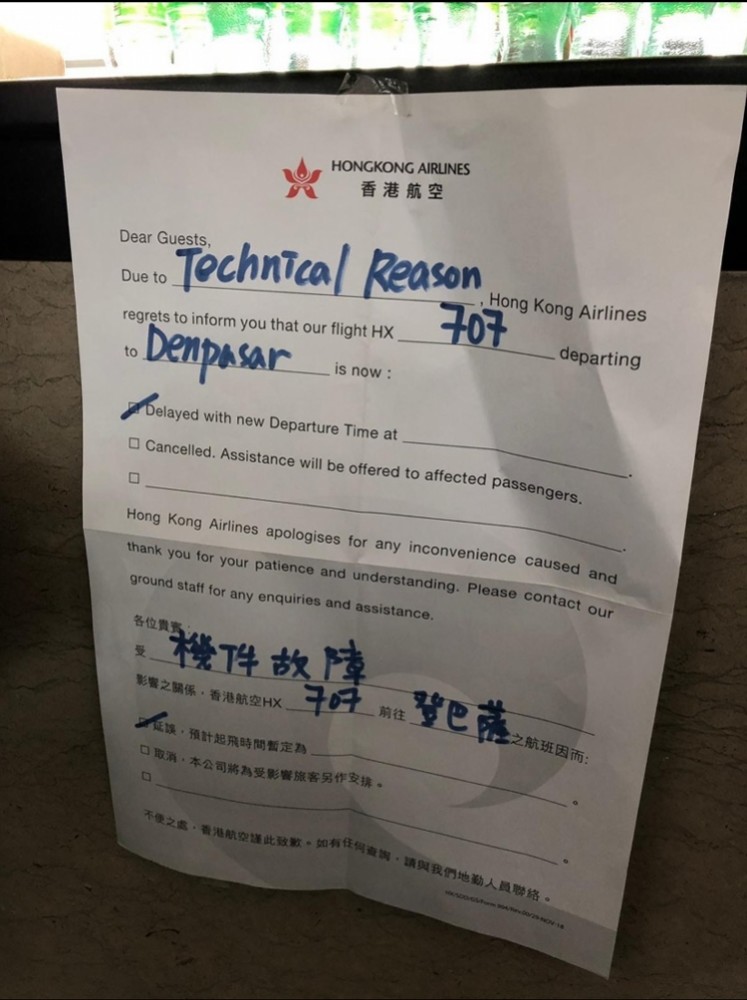 HONGKONG AIRLINES
香港航空
Dear Guests,
Due to Technical Reason, Hong Kong Airlines
regrets to inform you that our flight HX 707 departing
to Denpasar is now :
Delayed with new Departure Time at .
□ Cancelled. Assistance will be offered to affected passengers.
□ .
Hong Kong Airlines apologises for any inconvenience caused and
thank you for your patience and understanding. Please contact our
ground staff for any enquiries and assistance.
各位貴賓：
受 機件故障
影響之關係，香港航空HX 707 前往 登巴薩之航班因而:
延誤，預計起飛時間暫定為 。
□ 取消，本公司將為受影響旅客另作安排。
□ 。
不便之處，香港航空謹此致歉。如有任何查詢，請與我們地勤人員聯絡。